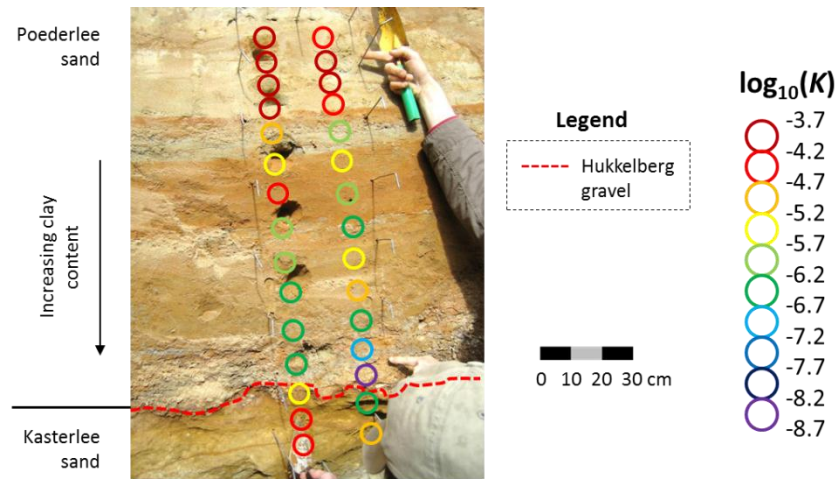 Poederlee
sand
Increasing clay
content
Kasterlee
sand
Legend
Hukkelberg
gravel
0 10 20 30 cm
log₁₀(K)
-3.7
-4.2
-4.7
-5.2
-5.7
-6.2
-6.7
-7.2
-7.7
-8.2
-8.7